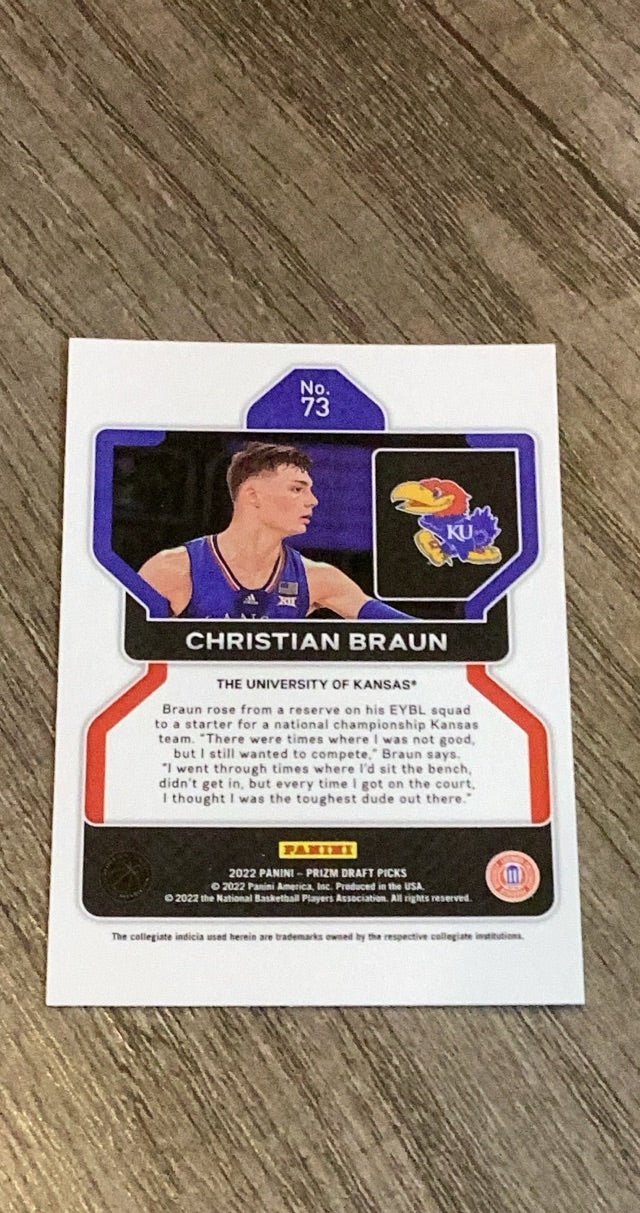 No.
73
KU
XII
CHRISTIAN BRAUN
THE UNIVERSITY OF KANSAS®
Braun rose from a reserve on his EYBL squad
to a starter for a national championship Kansas
team. "There were times where I was not good,
but I still wanted to compete," Braun says.
"I went through times where I'd sit the bench,
didn't get in, but every time I got on the court,
I thought I was the toughest dude out there."
PANINI
2022 PANINI – PRIZM DRAFT PICKS
© 2022 Panini America, Inc. Produced in the USA.
© 2022 the National Basketball Players Association. All rights reserved.
The collegiate indicia used herein are trademarks owned by the respective collegiate institutions.